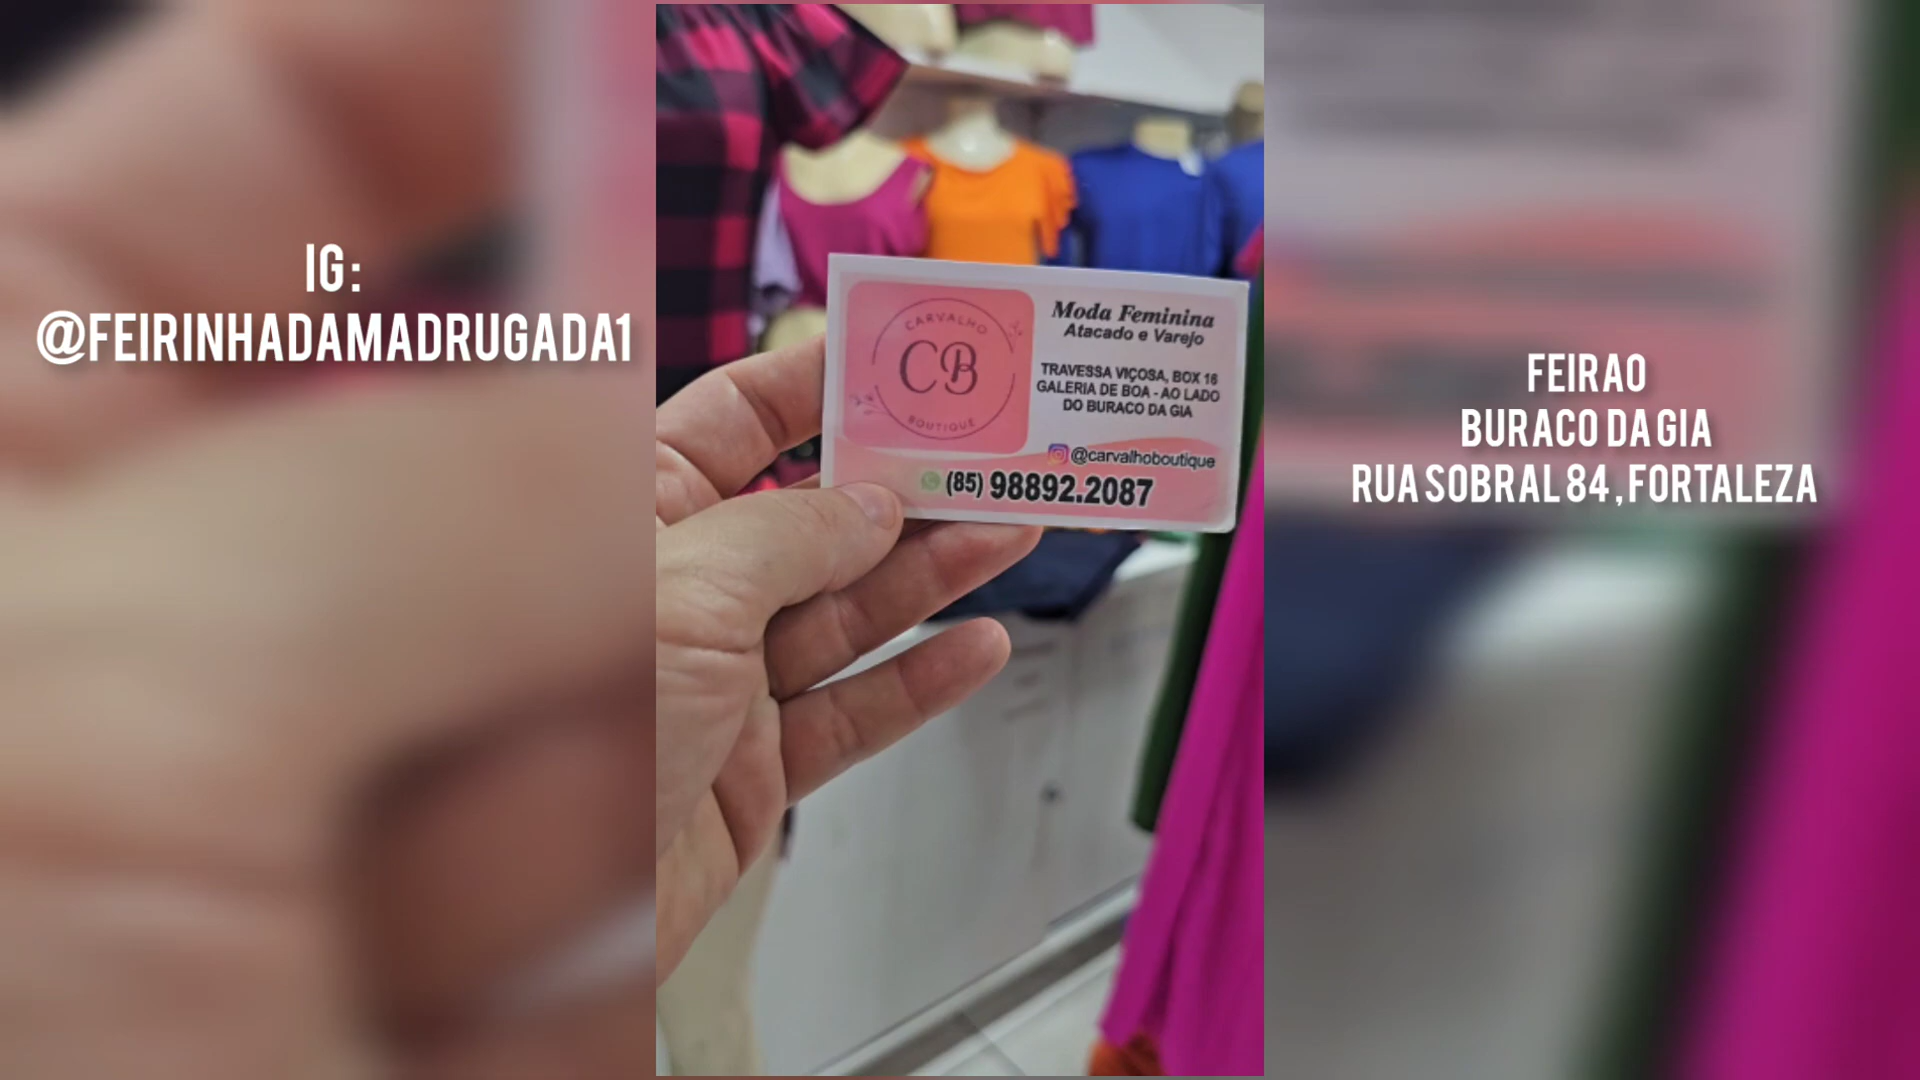 IG:
@FEIRINHADAMADRUGADA1
CARVALHO
CB
BOUTIQUE
Moda Feminina
Atacado e Varejo
TRAVESSA VIÇOSA, BOX 16
GALERIA DE BOA - AO LADO
DO BURACO DA GIA
@carvalhoboutique
(85) 98892.2087
FEIRAO
BURACO DA GIA
RUA SOBRAL 84, FORTALEZA